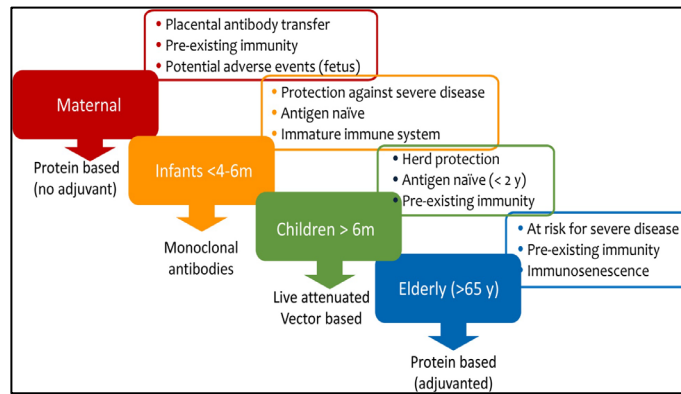 • Placental antibody transfer
• Pre-existing immunity
• Potential adverse events (fetus)
Maternal
Protein based
(no adjuvant)
• Protection against severe disease
• Antigen naïve
• Immature immune system
Infants <4-6m
Monoclonal
antibodies
• Herd protection
• Antigen naïve (< 2 y)
• Pre-existing immunity
Children > 6m
Live attenuated
Vector based
• At risk for severe disease
• Pre-existing immunity
• Immunosenescence
Elderly (>65 y)
Protein based
(adjuvanted)